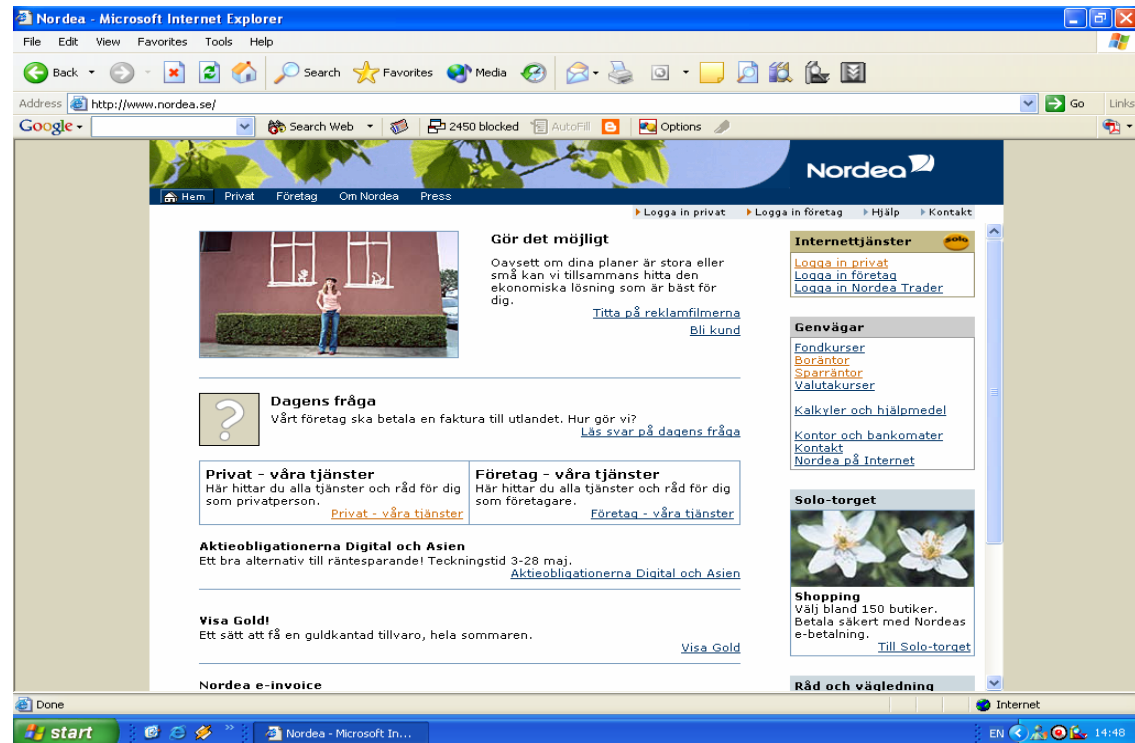 Nordea - Microsoft Internet Explorer
File Edit View Favorites Tools Help
Back Search Favorites Media
Address http://www.nordea.se/ Go Links
Google Search Web 2450 blocked AutoFill Options
Nordea
Hem Privat Företag Om Nordea Press
Logga in privat Logga in företag Hjälp Kontakt
Gör det möjligt
Oavsett om dina planer är stora eller
små kan vi tillsammans hitta den
ekonomiska lösning som är bäst för
dig.
Titta på reklamfilmerna
Bli kund
Dagens fråga
Vårt företag ska betala en faktura till utlandet. Hur gör vi?
Läs svar på dagens fråga
Privat - våra tjänster
Här hittar du alla tjänster och råd för dig
som privatperson.
Privat - våra tjänster
Företag - våra tjänster
Här hittar du alla tjänster och råd för dig
som företagare.
Företag - våra tjänster
Aktieobligationerna Digital och Asien
Ett bra alternativ till räntesparande! Teckningstid 3-28 maj.
Aktieobligationerna Digital och Asien
Visa Gold!
Ett sätt att få en guldkantad tillvaro, hela sommaren.
Visa Gold
Nordea e-invoice
Internettjänster solo
Logga in privat
Logga in företag
Logga in Nordea Trader
Genvägar
Fondkurser
Boräntor
Sparräntor
Valutakurser
Kalkyler och hjälpmedel
Kontor och bankomater
Kontakt
Nordea på Internet
Solo-torget
Shopping
Välj bland 150 butiker.
Betala säkert med Nordeas
e-betalning.
Till Solo-torget
Råd och vägledning
Done Internet
start Nordea - Microsoft In... EN 14:48